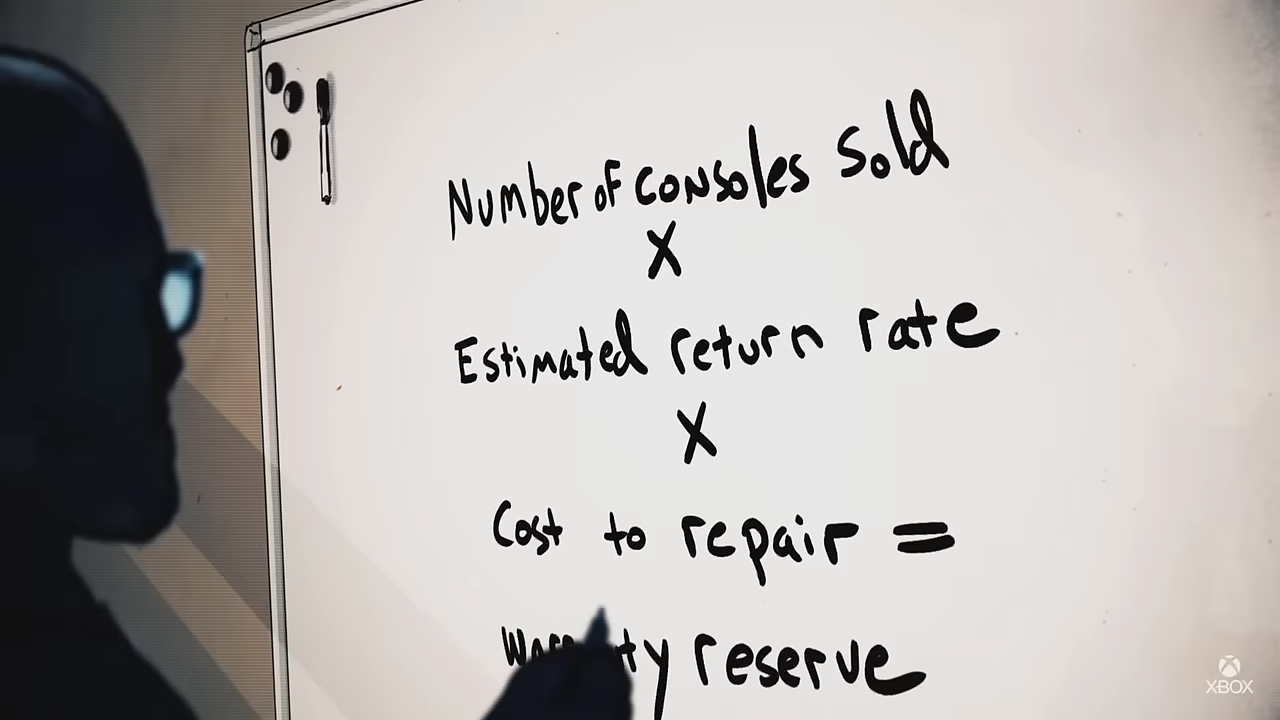 Number of consoles sold
X
Estimated return rate
X
Cost to repair =
reserve
XBOX